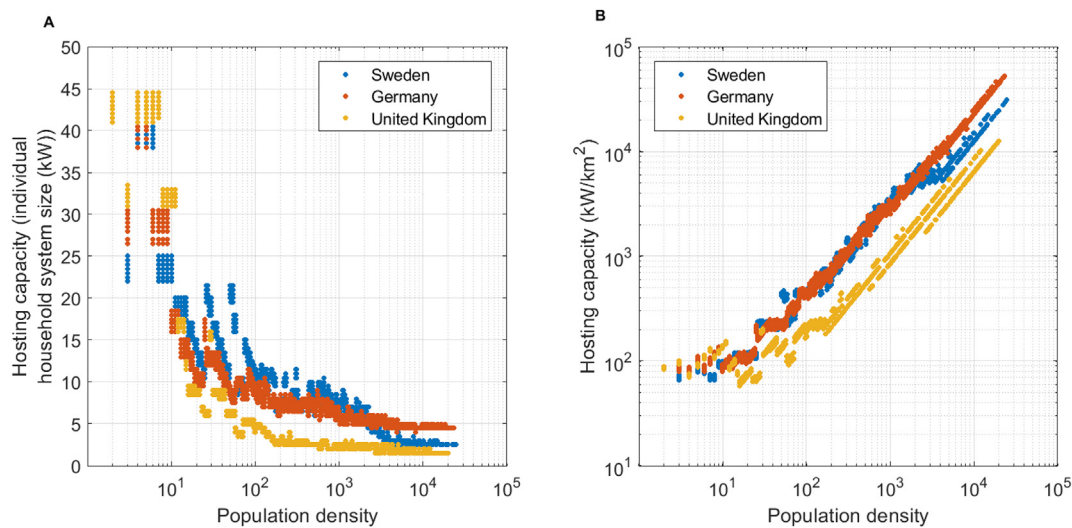 A
50
45
40
35
30
25
20
15
10
5
0
Hosting capacity (individual
household system size (kW))
10^1
10^2
10^3
10^4
10^5
Population density
Sweden
Germany
United Kingdom
B
10^5
10^4
10^3
10^2
10^1
Hosting capacity (kW/km^2)
10^1
10^2
10^3
10^4
10^5
Population density
Sweden
Germany
United Kingdom